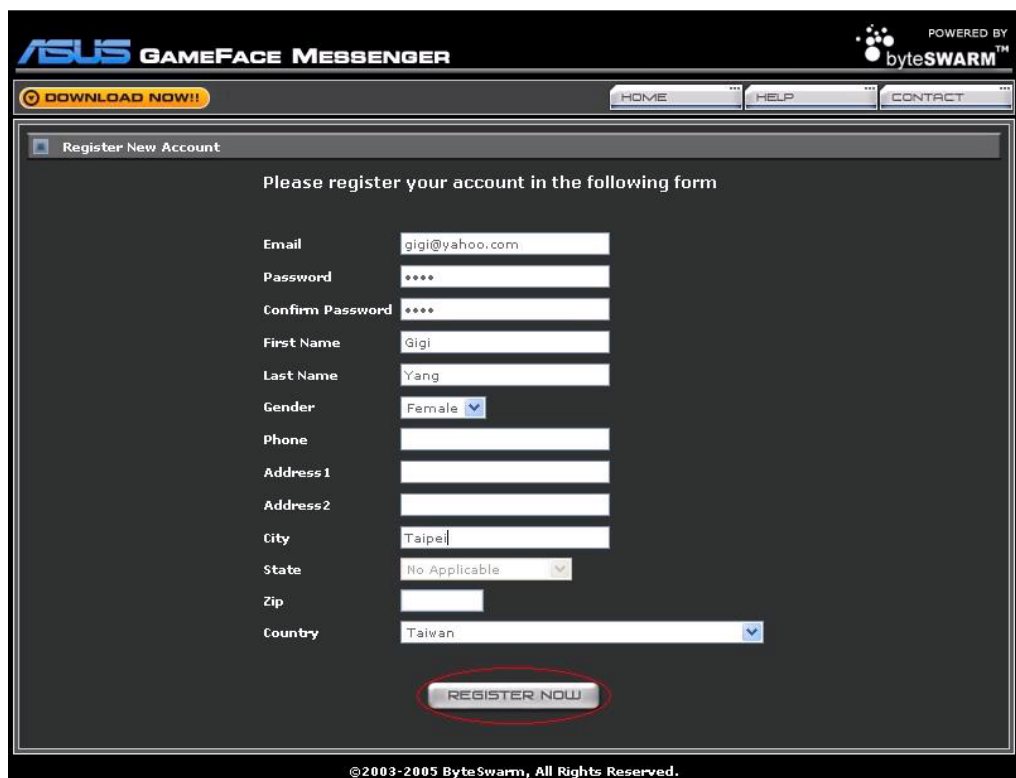 POWERED BY
ASUS GAMEFACE MESSENGER
byteSWARM™
DOWNLOAD NOW!!
HOME
HELP
CONTACT
Register New Account
Please register your account in the following form
Email gigi@yahoo.com
Password ••••
Confirm Password ••••
First Name Gigi
Last Name Yang
Gender Female
Phone
Address1
Address2
City Taipei
State No Applicable
Zip
Country Taiwan
REGISTER NOW
©2003-2005 ByteSwarm, All Rights Reserved.